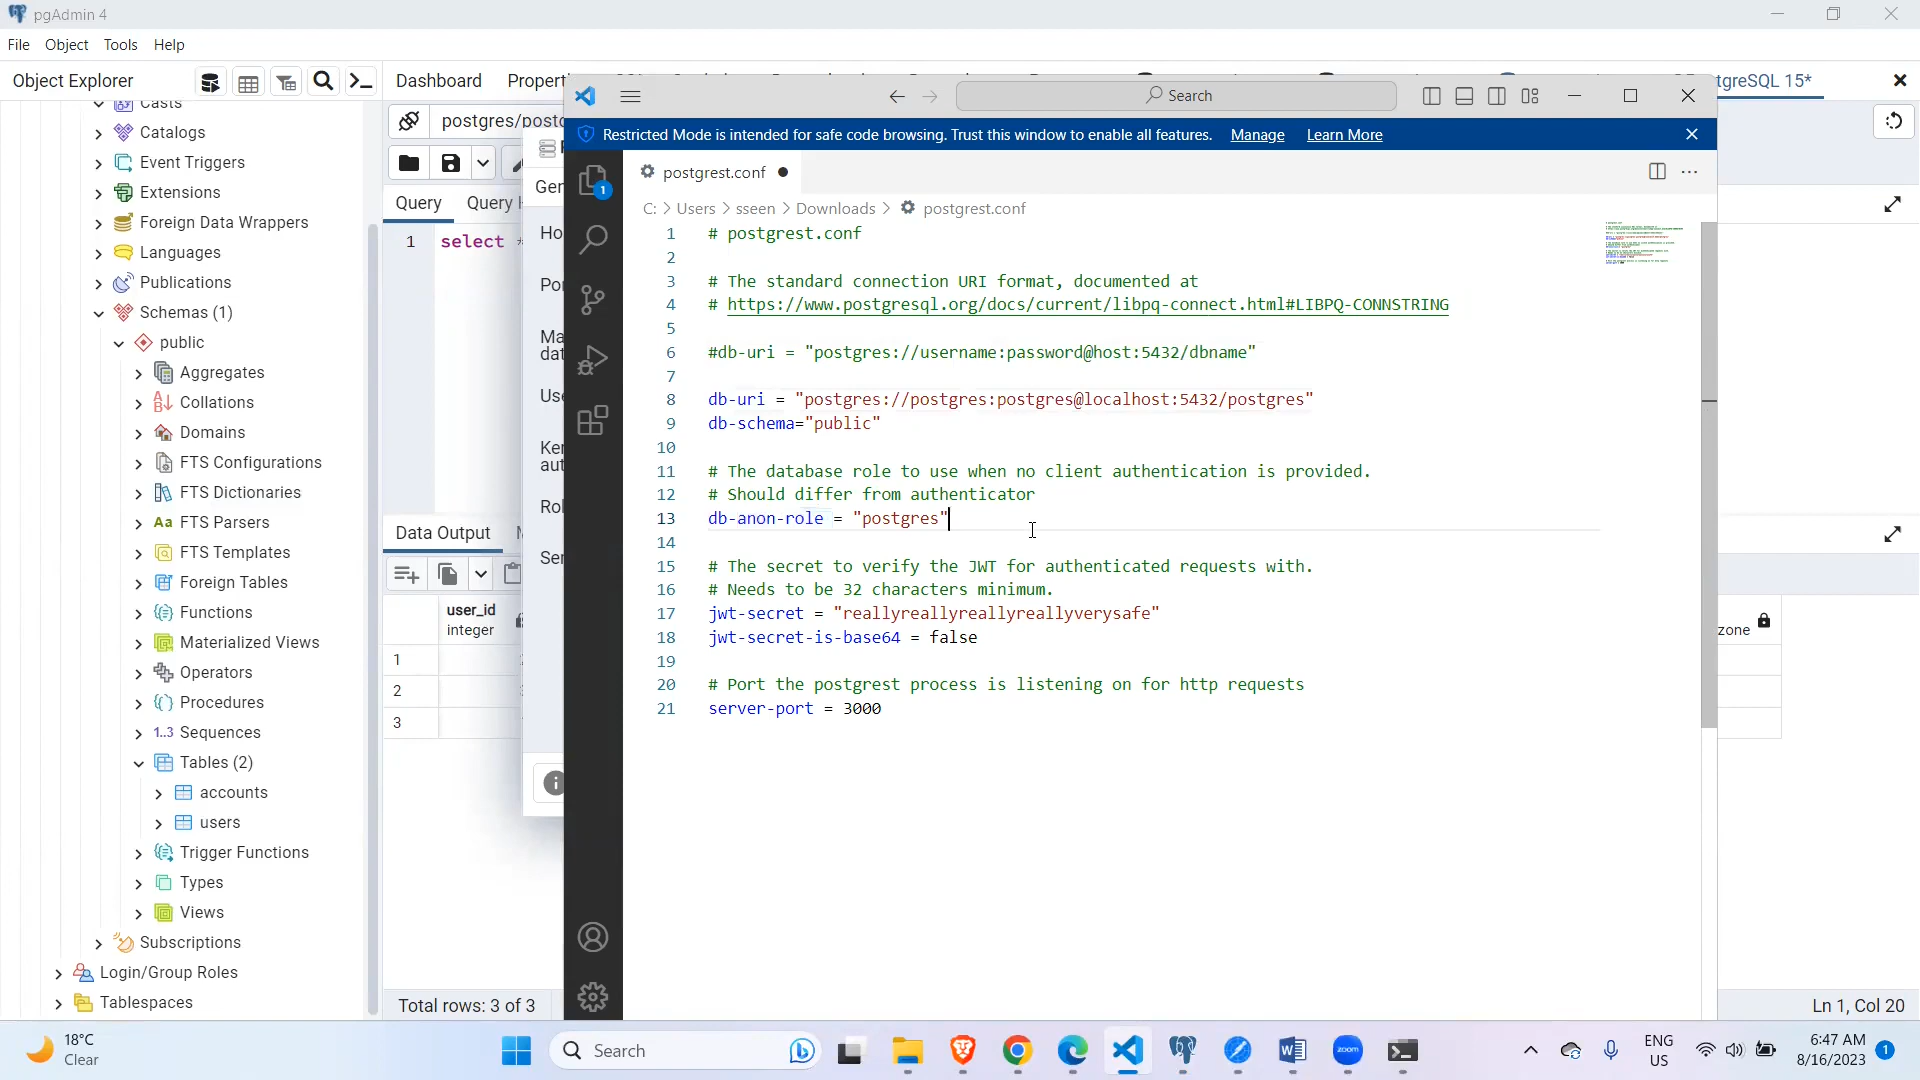 pgAdmin 4
File Object Tools Help
Object Explorer
Dashboard
tgreSQL 15*
Search
Restricted Mode is intended for safe code browsing. Trust this window to enable all features. Manage Learn More
postgrest.conf
C: > Users > sseen > Downloads > postgrest.conf
1 # postgrest.conf
2
3 # The standard connection URI format, documented at
4 # https://www.postgresql.org/docs/current/libpq-connect.html#LIBPQ-CONNSTRING
5
6 #db-uri = "postgres://username:password@host:5432/dbname"
7
8 db-uri = "postgres://postgres:postgres@localhost:5432/postgres"
9 db-schema="public"
10
11 # The database role to use when no client authentication is provided.
12 # Should differ from authenticator
13 db-anon-role = "postgres"
14
15 # The secret to verify the JWT for authenticated requests with.
16 # Needs to be 32 characters minimum.
17 jwt-secret = "reallyreallyreallyreallyverysafe"
18 jwt-secret-is-base64 = false
19
20 # Port the postgrest process is listening on for http requests
21 server-port = 3000
Casts
Catalogs
Event Triggers
Extensions
Foreign Data Wrappers
Languages
Publications
Schemas (1)
public
Aggregates
Collations
Domains
FTS Configurations
FTS Dictionaries
FTS Parsers
FTS Templates
Foreign Tables
Functions
Materialized Views
Operators
Procedures
1..3 Sequences
Tables (2)
accounts
users
Trigger Functions
Types
Views
Subscriptions
Login/Group Roles
Tablespaces
postgres/postg
Query Query
1 select *
Data Output
user_id
integer
1
2
3
zone
Total rows: 3 of 3
Ln 1, Col 20
18°C
Clear
Search
zoom
ENG
US
6:47 AM
8/16/2023
1